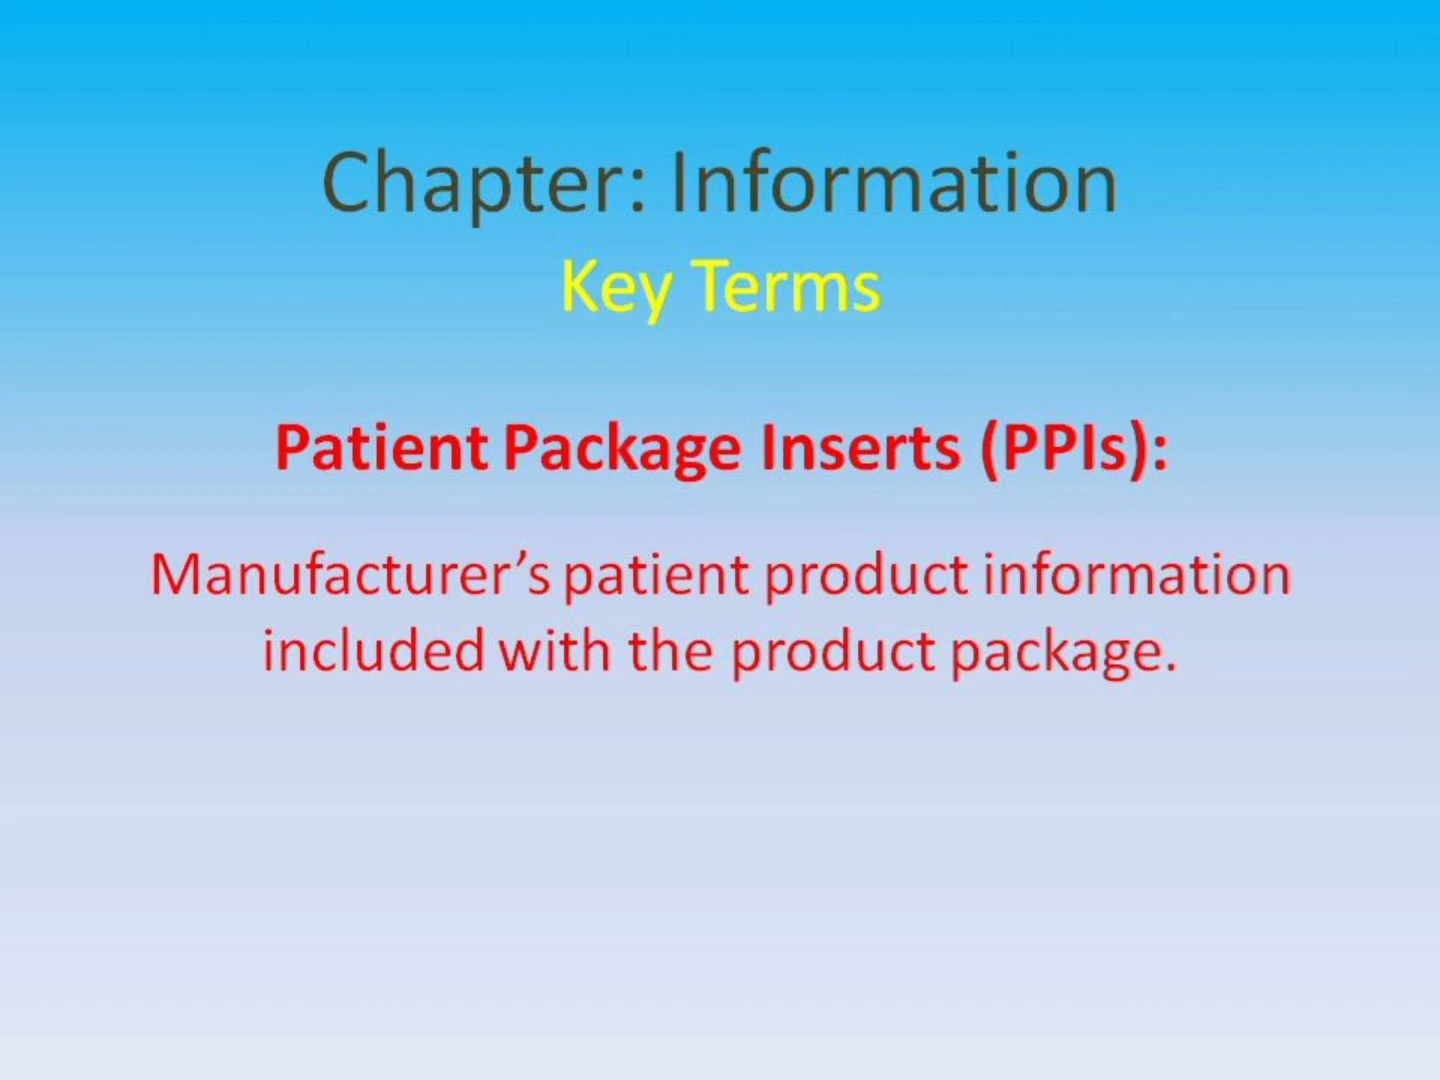 Chapter: Information
Key Terms
Patient Package Inserts (PPIs):
Manufacturer’s patient product information
included with the product package.